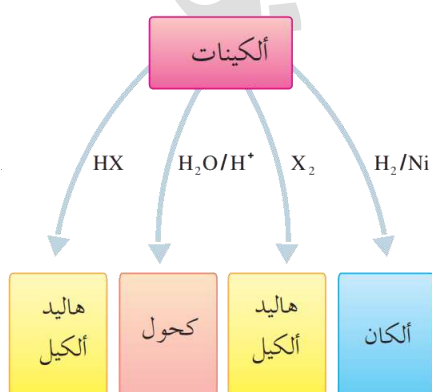 ألكينات
H₂/Ni
X₂
H₂O/H⁺
HX
ألكان
هاليد
ألكيل
كحول
هاليد
ألكيل